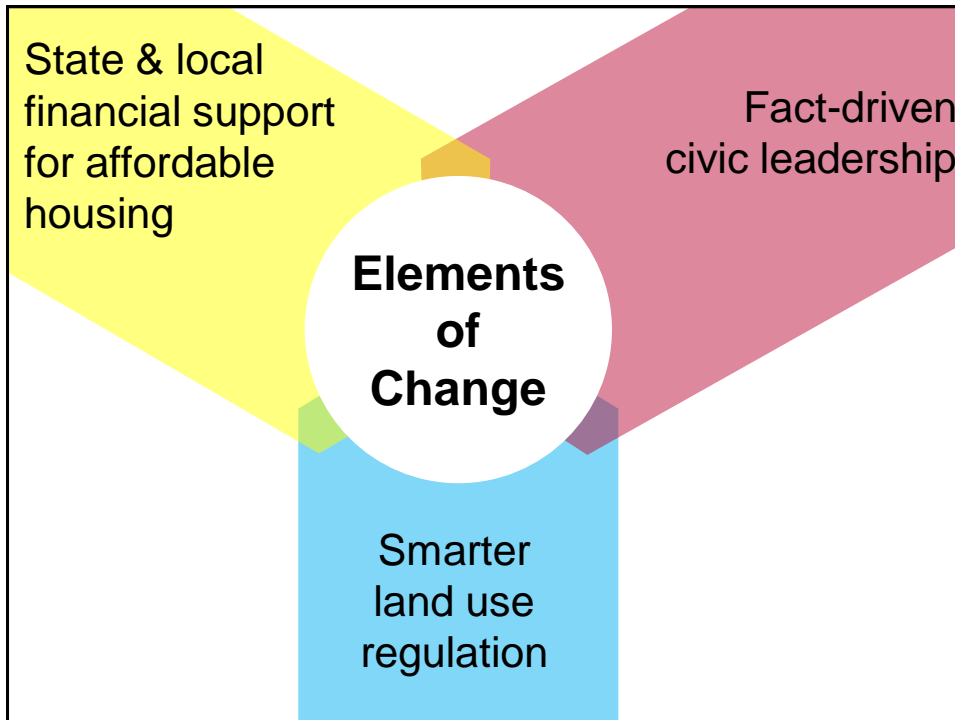 State & local
financial support
for affordable
housing
Fact-driven
civic leadership
Elements
of
Change
Smarter
land use
regulation